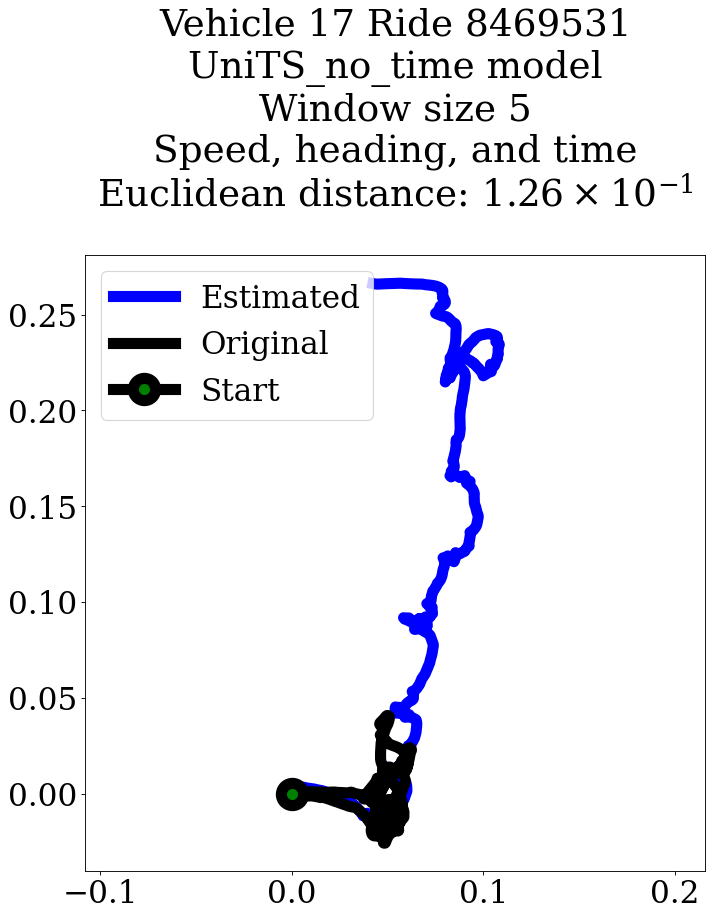 Vehicle 17 Ride 8469531
UniTS_no_time model
Window size 5
Speed, heading, and time
Euclidean distance: 1.26 × 10⁻¹
Estimated
Original
Start
0.25
0.20
0.15
0.10
0.05
0.00
−0.1
0.0
0.1
0.2